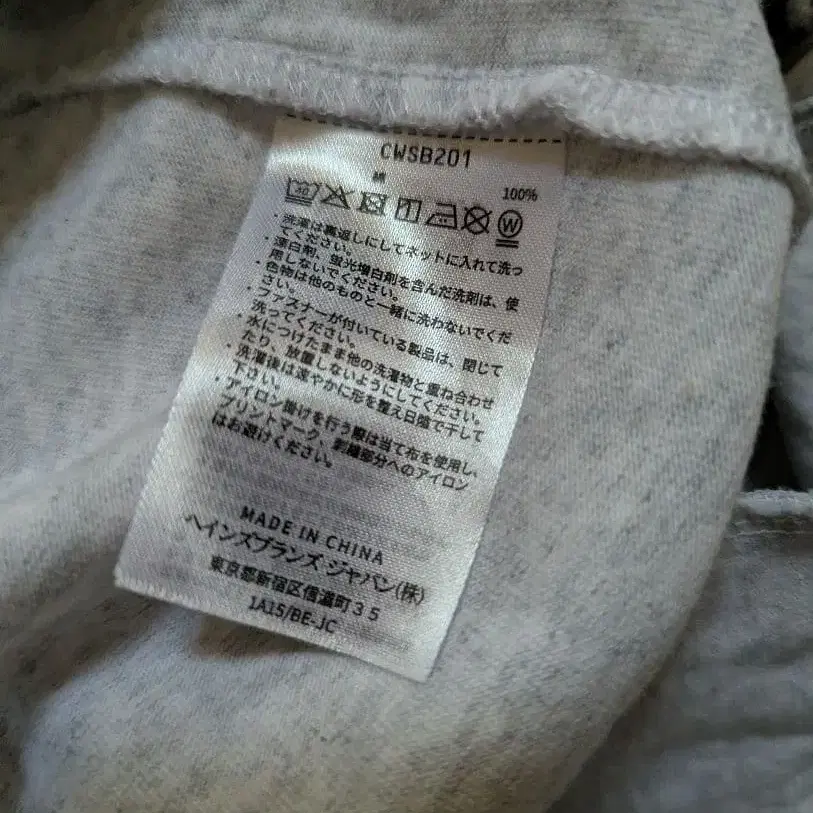 CWSB201
綿 100%
40 W
・洗濯は裏返しにしてネットに入れて洗っ
てください。
・漂白剤、蛍光増白剤を含んだ洗剤は、使
用しないでください。
・色物は他のものと一緒に洗わないでくだ
さい。
・ファスナーが付いている製品は、閉じて
洗ってください。
・水につけたまま他の洗濯物と重ね合わせ
たり、放置しないようにしてください。
・洗濯後は速やかに形を整え日陰で干して
下さい。
・アイロン掛けを行う際は当て布を使用し、
プリントマーク、刺繍部分へのアイロン
はお避けください。
MADE IN CHINA
ヘインズブランズ ジャパン(株)
東京都新宿区信濃町35
1A15/BE-JC